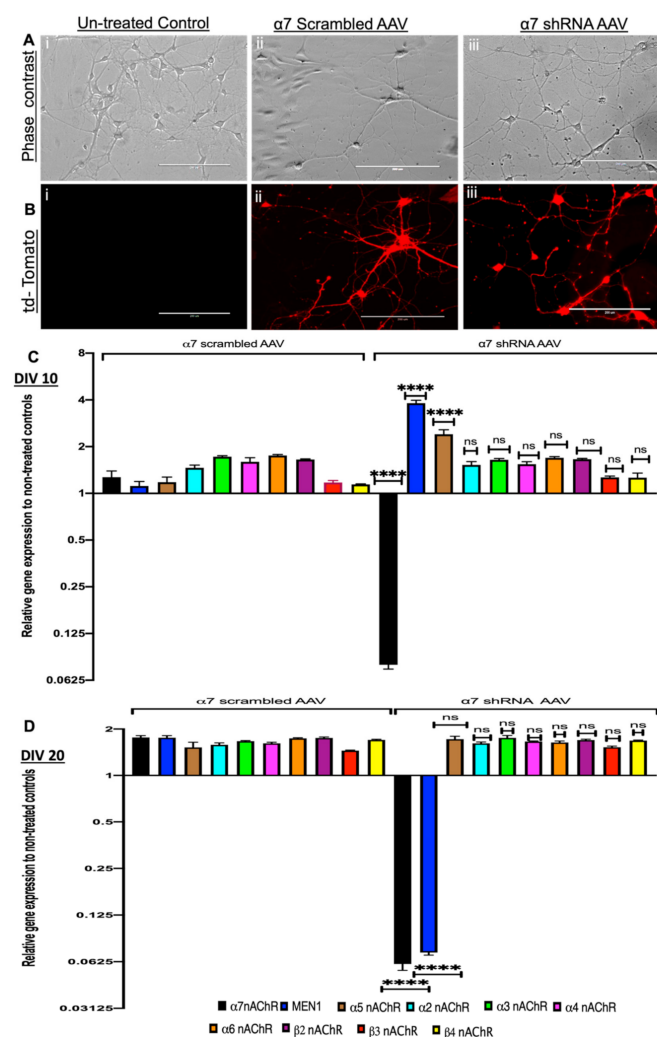 Un-treated Control
α7 Scrambled AAV
α7 shRNA AAV
A
Phase contrast
i
ii
iii
B
td-Tomato
i
ii
iii
C
DIV 10
α7 scrambled AAV
α7 shRNA AAV
Relative gene expression to non-treated controls
8
4
2
1
0.5
0.25
0.125
0.0625
****
****
****
ns
ns
ns
ns
ns
ns
ns
D
DIV 20
α7 scrambled AAV
α7 shRNA AAV
Relative gene expression to non-treated controls
2
1
0.5
0.25
0.125
0.0625
0.03125
ns
ns
ns
ns
ns
ns
ns
ns
****
****
α7nAChR MEN1 α5 nAChR α2 nAChR α3 nAChR α4 nAChR
α6 nAChR β2 nAChR β3 nAChR β4 nAChR